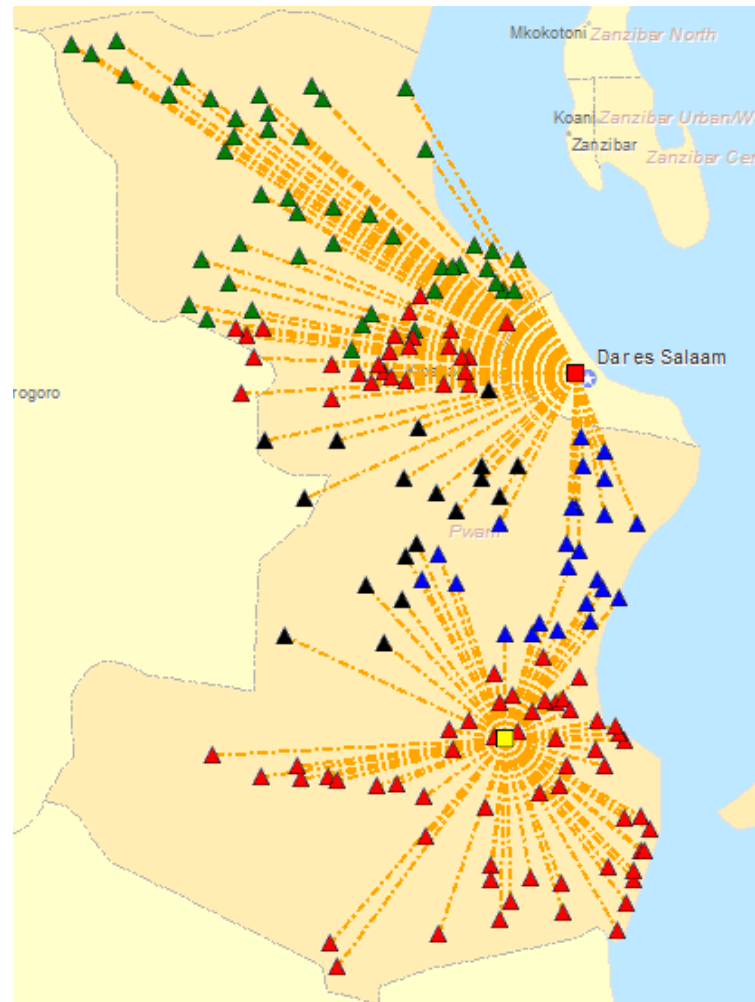 Mkokotoni Zanzibar North
Koani Zanzibar Urban/W
Zanzibar
Zanzibar Cen
Dar es Salaam
rogoro
Pwani